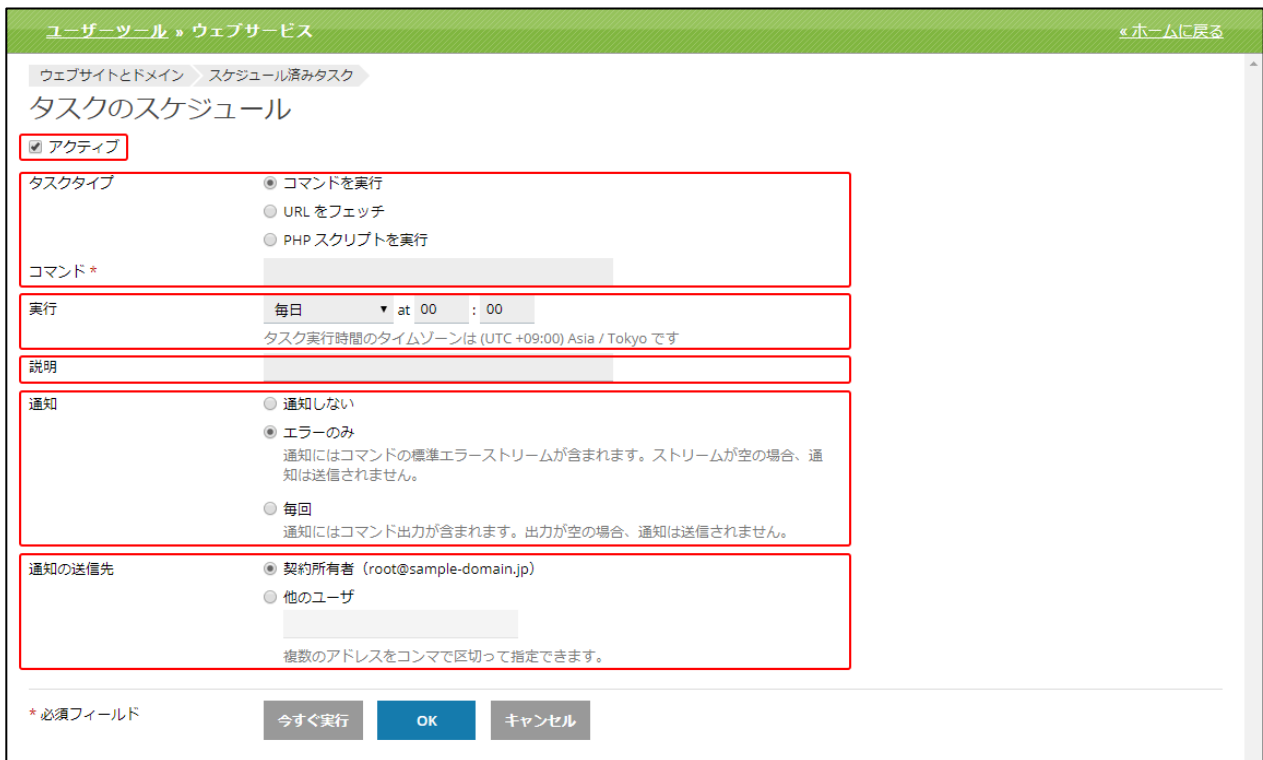 ユーザーツール » ウェブサービス
« ホームに戻る
ウェブサイトとドメイン スケジュール済みタスク
タスクのスケジュール
アクティブ
タスクタイプ
コマンドを実行
URL をフェッチ
PHP スクリプトを実行
コマンド *
実行
毎日 at 00 : 00
タスク実行時間のタイムゾーンは (UTC +09:00) Asia / Tokyo です
説明
通知
通知しない
エラーのみ
通知にはコマンドの標準エラーストリームが含まれます。ストリームが空の場合、通
知は送信されません。
毎回
通知にはコマンド出力が含まれます。出力が空の場合、通知は送信されません。
通知の送信先
契約所有者（root@sample-domain.jp）
他のユーザ
複数のアドレスをコンマで区切って指定できます。
* 必須フィールド
今すぐ実行 OK キャンセル